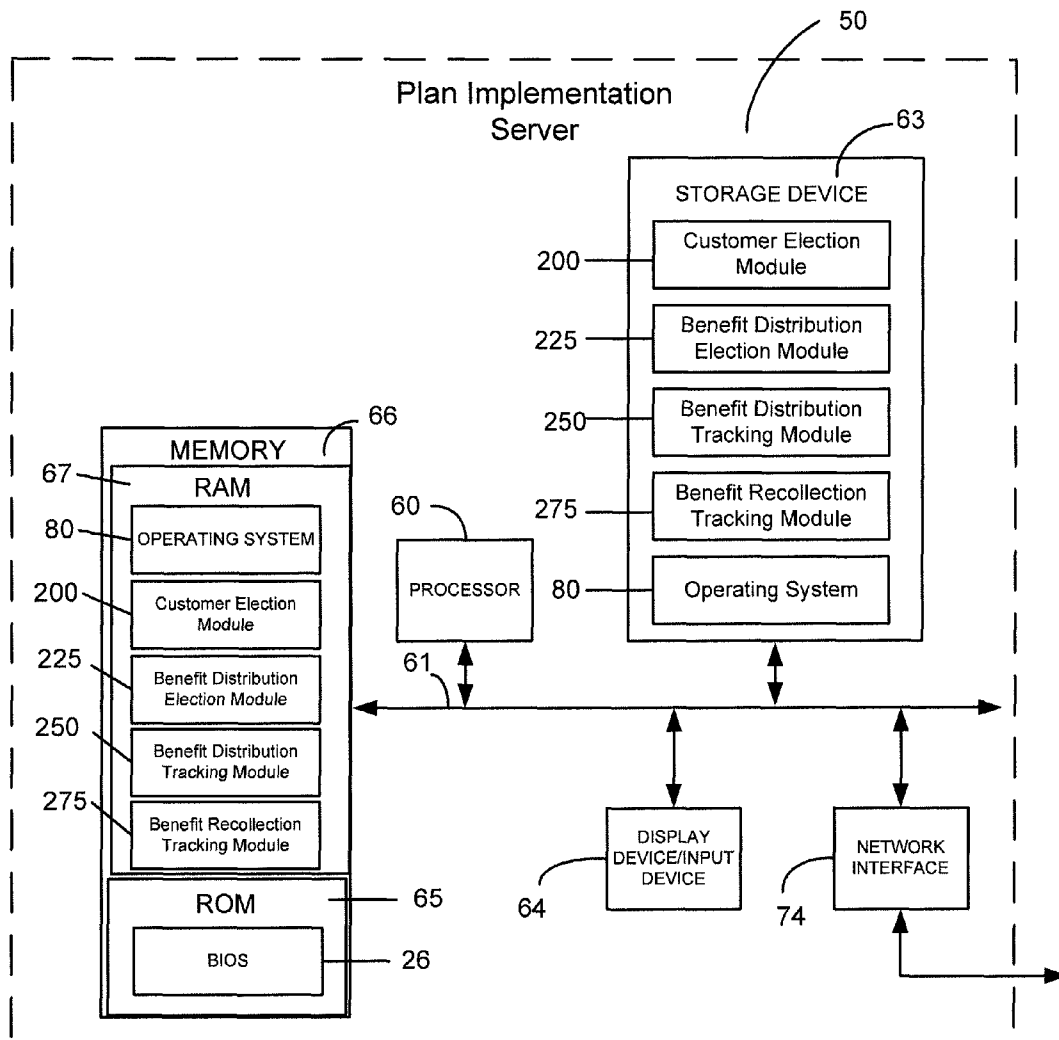 50
Plan Implementation
Server
63
STORAGE DEVICE
200
Customer Election
Module
225
Benefit Distribution
Election Module
250
Benefit Distribution
Tracking Module
275
Benefit Recollection
Tracking Module
80
Operating System
66
MEMORY
67
RAM
80
OPERATING SYSTEM
200
Customer Election
Module
225
Benefit Distribution
Election Module
250
Benefit Distribution
Tracking Module
275
Benefit Recollection
Tracking Module
ROM
65
BIOS
26
60
PROCESSOR
61
DISPLAY
DEVICE/INPUT
DEVICE
64
NETWORK
INTERFACE
74